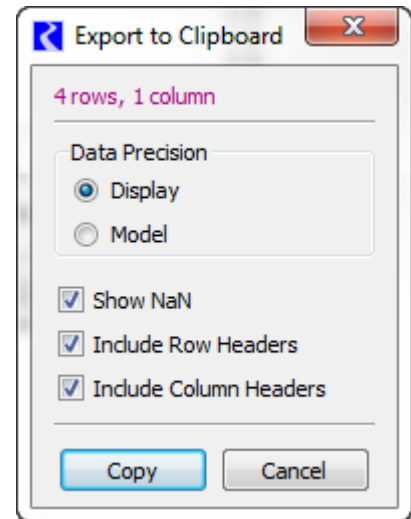 Export to Clipboard
4 rows, 1 column
Data Precision
Display
Model
Show NaN
Include Row Headers
Include Column Headers
Copy Cancel